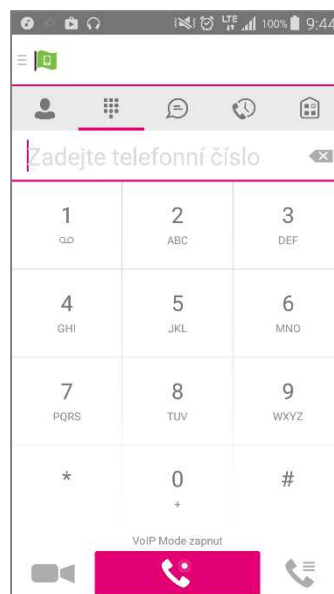 LTE 100% 9:44
Zadejte telefonní číslo
1 2 3
ABC DEF
4 5 6
GHI JKL MNO
7 8 9
PQRS TUV WXYZ
* 0 #
+
VoIP Mode zapnut